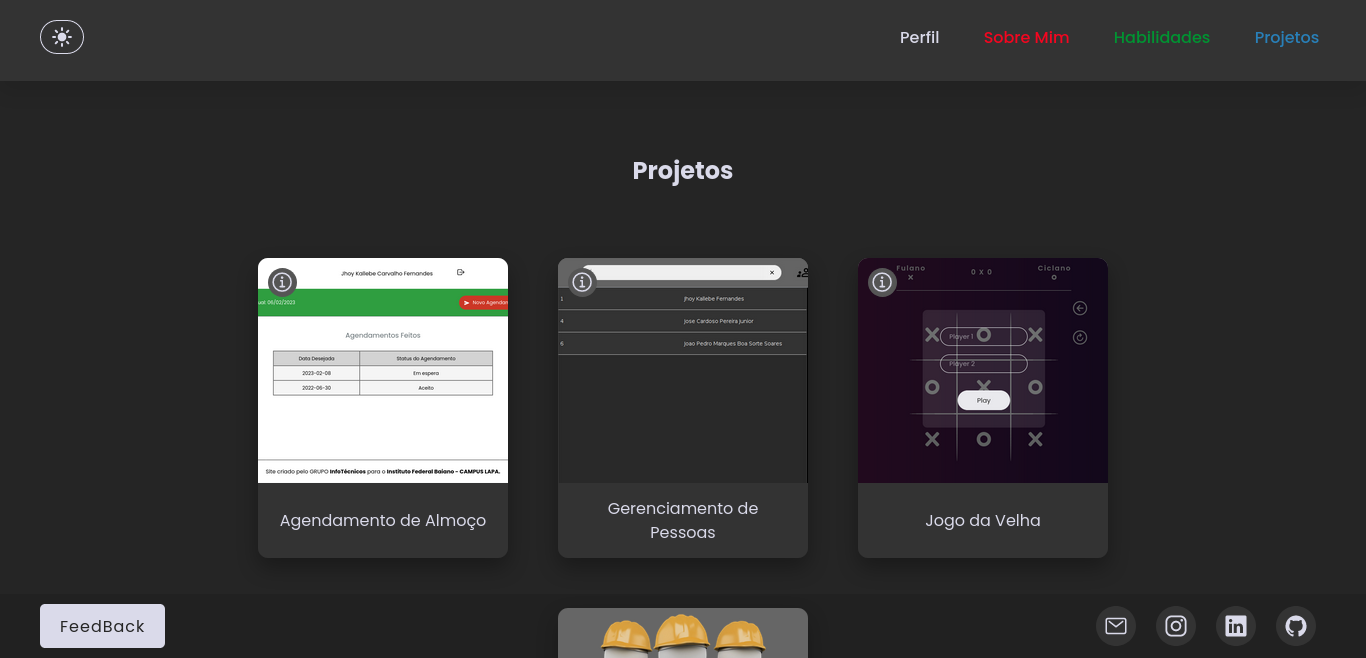 Perfil
Sobre Mim
Habilidades
Projetos
Projetos
Jhoy Kallebe Carvalho Fernandes
06/02/2023
Novo
Agendamentos Feitos
Data Desejada
Status do Agendamento
2023-02-08
Em espera
2022-06-30
Aceito
Site criado pelo GRUPO InfoTécnicos para o Instituto Federal Baiano - CAMPUS LAPA.
Agendamento de Almoço
1
Jhoy Kallebe Fernandes
4
Jose Cardoso Pereira Junior
6
Joao Pedro Marques Boa Sorte Soares
Gerenciamento de
Pessoas
Fulano
0 X 0
Ciclano
Player 1
Player 2
Play
Jogo da Velha
FeedBack